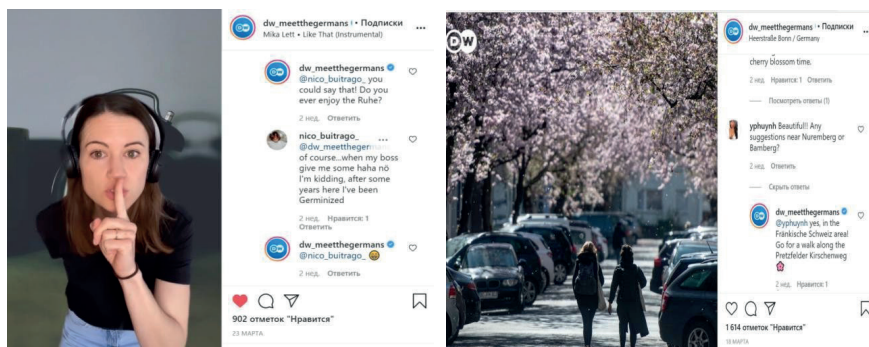 dw_meetthegermans • Подписки
Mika Lett • Like That (Instrumental)
dw_meetthegermans
@nico_buitrago_ you
could say that! Do you
ever enjoy the Ruhe?
2 нед. Ответить
nico_buitrago_
@dw_meetthegermans
of course...when my boss
give me some haha nö
I'm kidding, after some
years here I've been
Germinized
2 нед. Нравится: 1
Ответить
dw_meetthegermans
@nico_buitrago_
2 нед. Ответить
902 отметок "Нравится"
23 МАРТА
DW
dw_meetthegermans • Подписки
Heerstraße Bonn / Germany
cherry blossom time.
2 нед. Нравится: 1 Ответить
Посмотреть ответы (1)
yphuynh Beautiful!! Any
suggestions near Nuremberg or
Bamberg?
2 нед. Ответить
Скрыть ответы
dw_meetthegermans
@yphuynh yes, in the
Fränkische Schweiz area!
Go for a walk along the
Pretzfelder Kirschenweg
2 нед. Нравится: 1
1 614 отметок "Нравится"
МАРТА